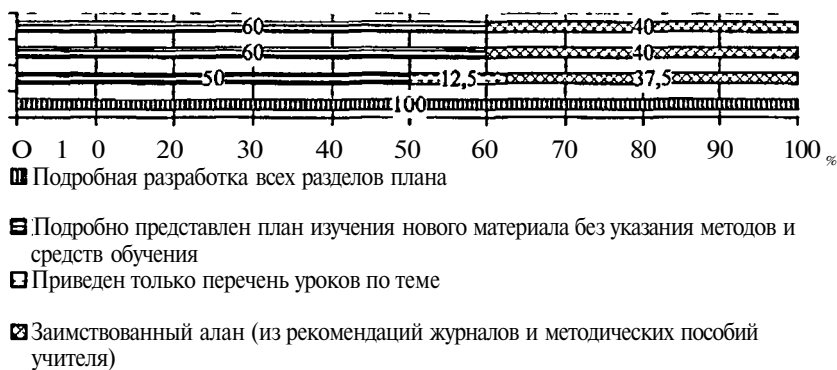 60 40
60 40
50 12,5 37,5
100
О 1 0 20 30 40 50 60 70 80 90 100 %
Подробная разработка всех разделов плана
Подробно представлен план изучения нового материала без указания методов и
средств обучения
Приведен только перечень уроков по теме
Заимствованный алан (из рекомендаций журналов и методических пособий
учителя)